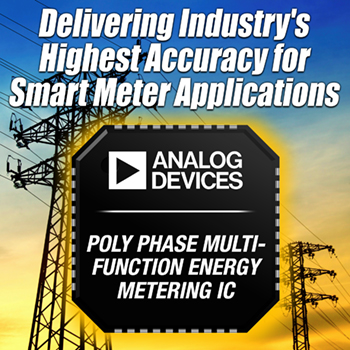 Delivering Industry's
Highest Accuracy for
Smart Meter Applications
ANALOG
DEVICES
POLY PHASE MULTI-
FUNCTION ENERGY
METERING IC